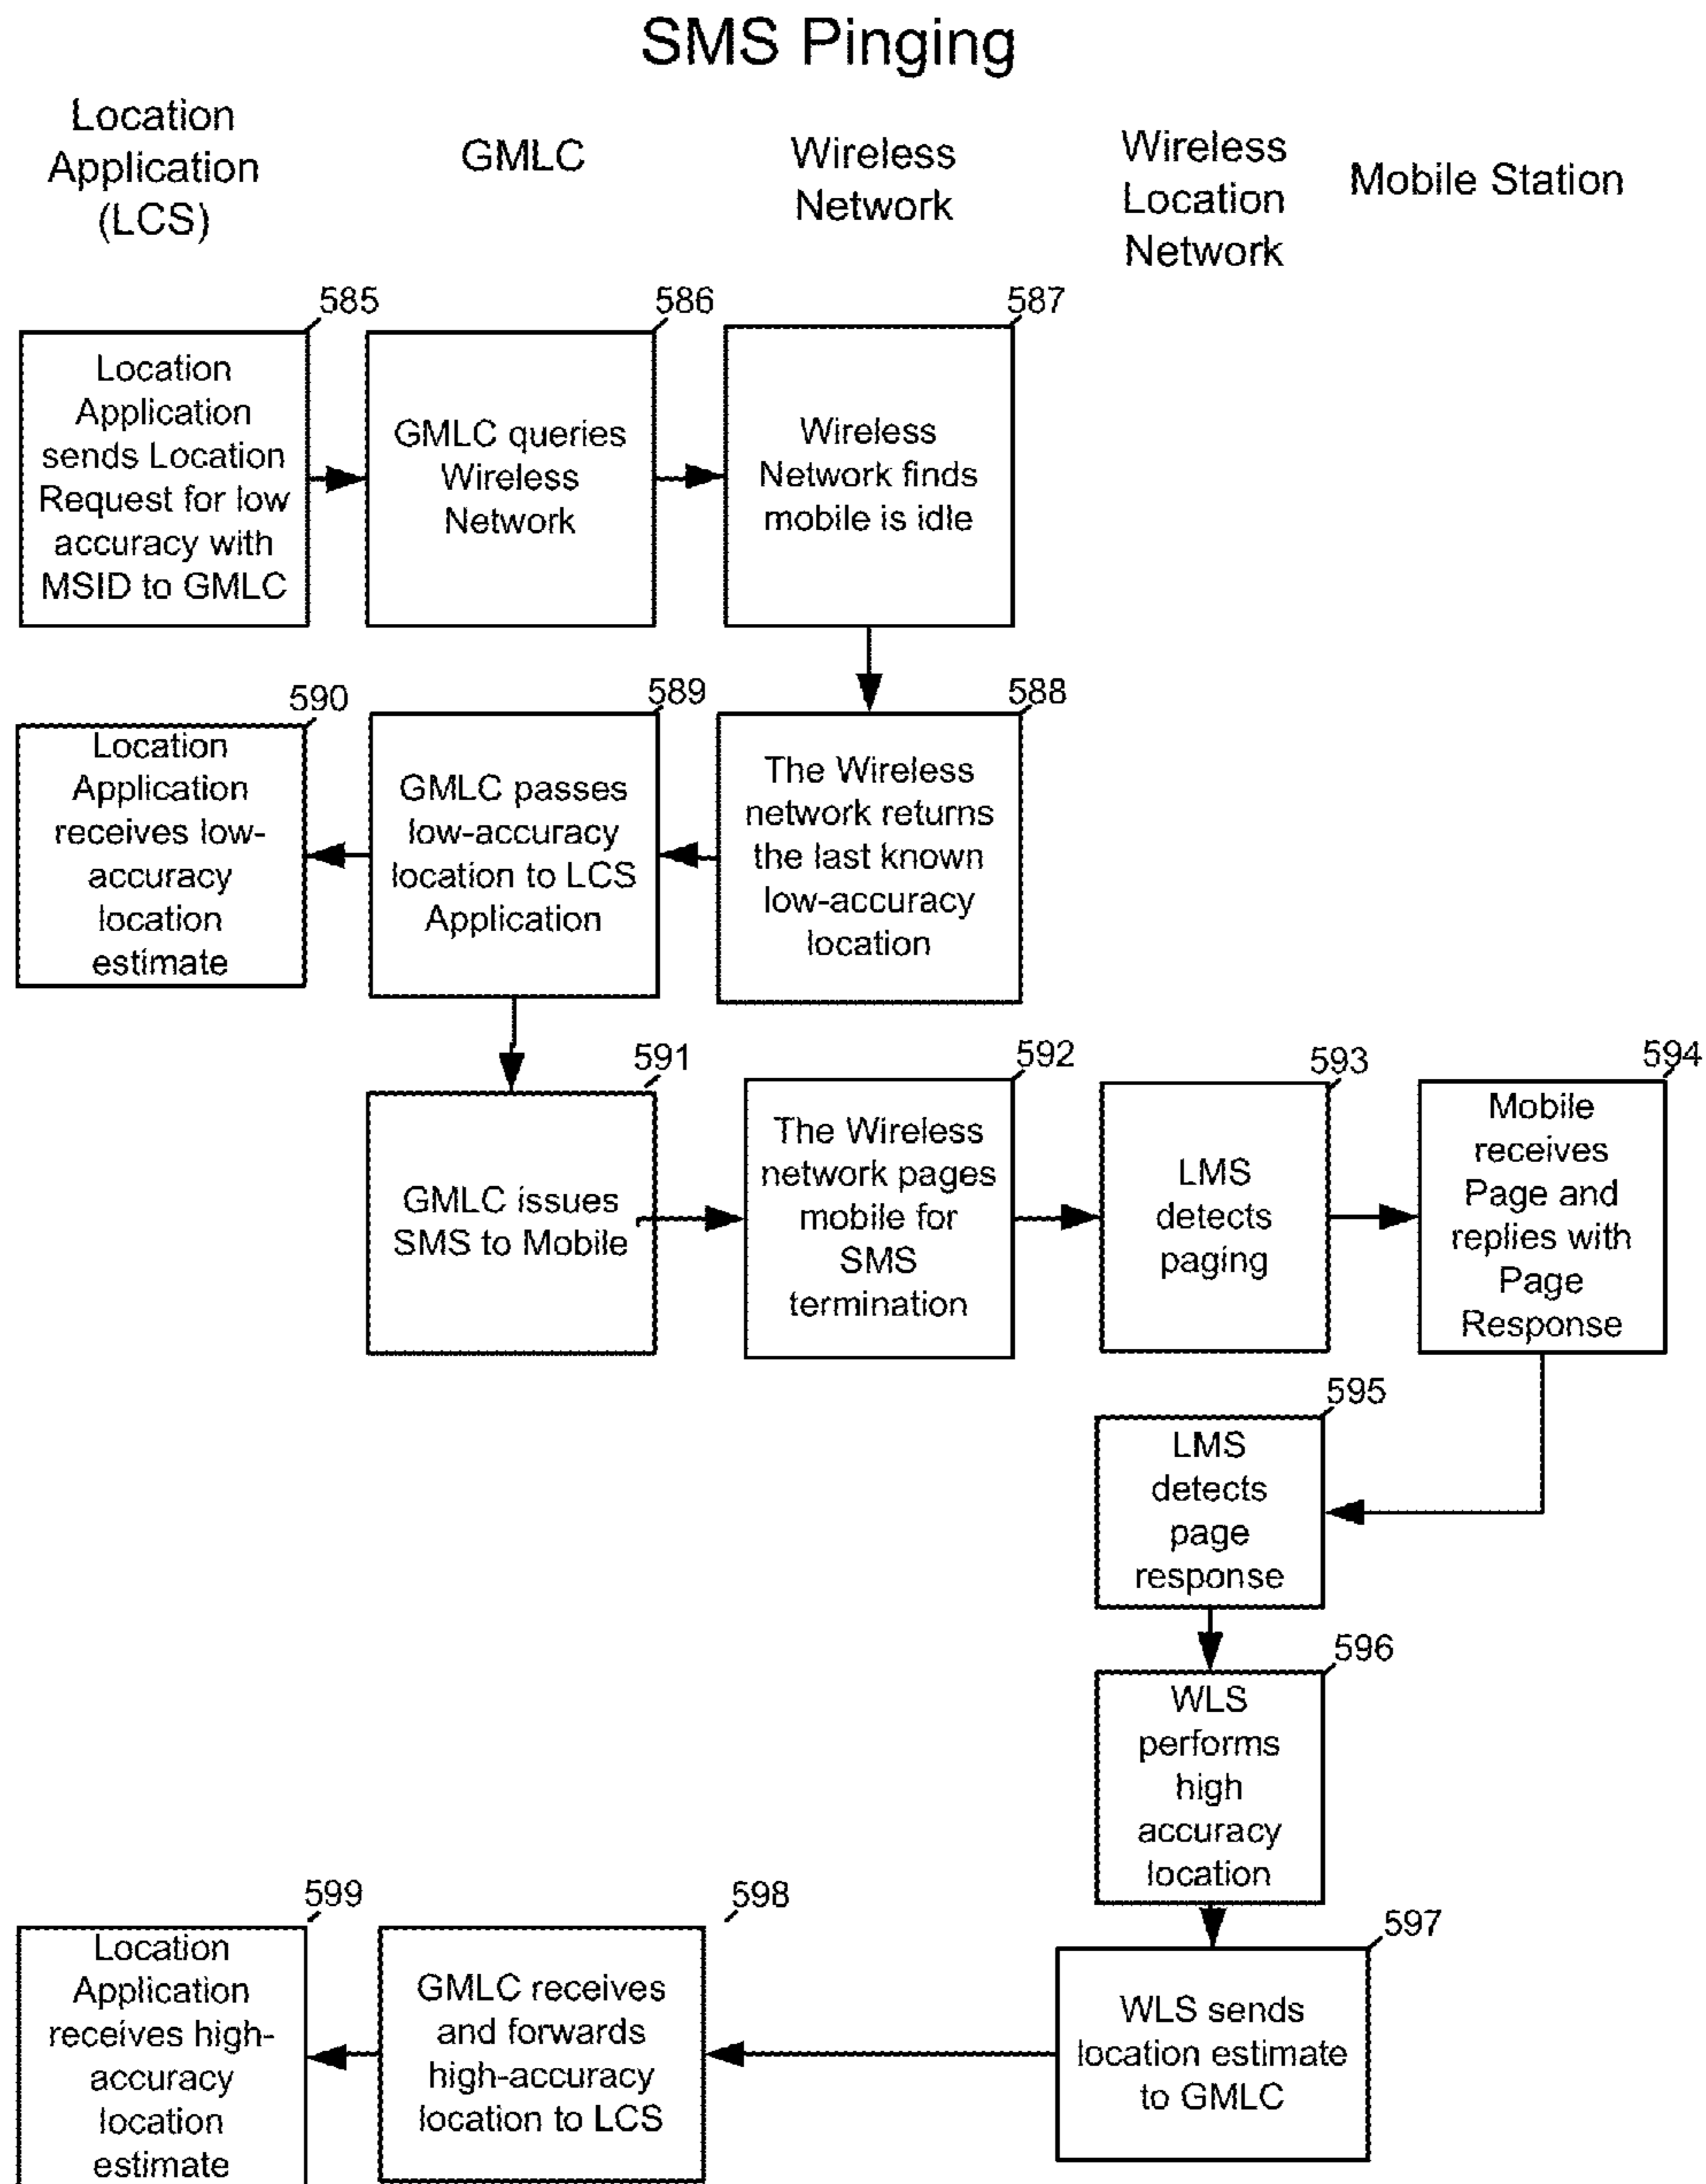 SMS Pinging
Location
Application
(LCS)
GMLC
Wireless
Network
Wireless
Location
Network
Mobile Station
585
Location
Application
sends Location
Request for low
accuracy with
MSID to GMLC
586
GMLC queries
Wireless
Network
587
Wireless
Network finds
mobile is idle
590
Location
Application
receives low-
accuracy
location
estimate
589
GMLC passes
low-accuracy
location to LCS
Application
588
The Wireless
network returns
the last known
low-accuracy
location
591
GMLC issues
SMS to Mobile
592
The Wireless
network pages
mobile for
SMS
termination
593
LMS
detects
paging
594
Mobile
receives
Page and
replies with
Page
Response
595
LMS
detects
page
response
596
WLS
performs
high
accuracy
location
599
Location
Application
receives high-
accuracy
location
estimate
598
GMLC receives
and forwards
high-accuracy
location to LCS
597
WLS sends
location estimate
to GMLC